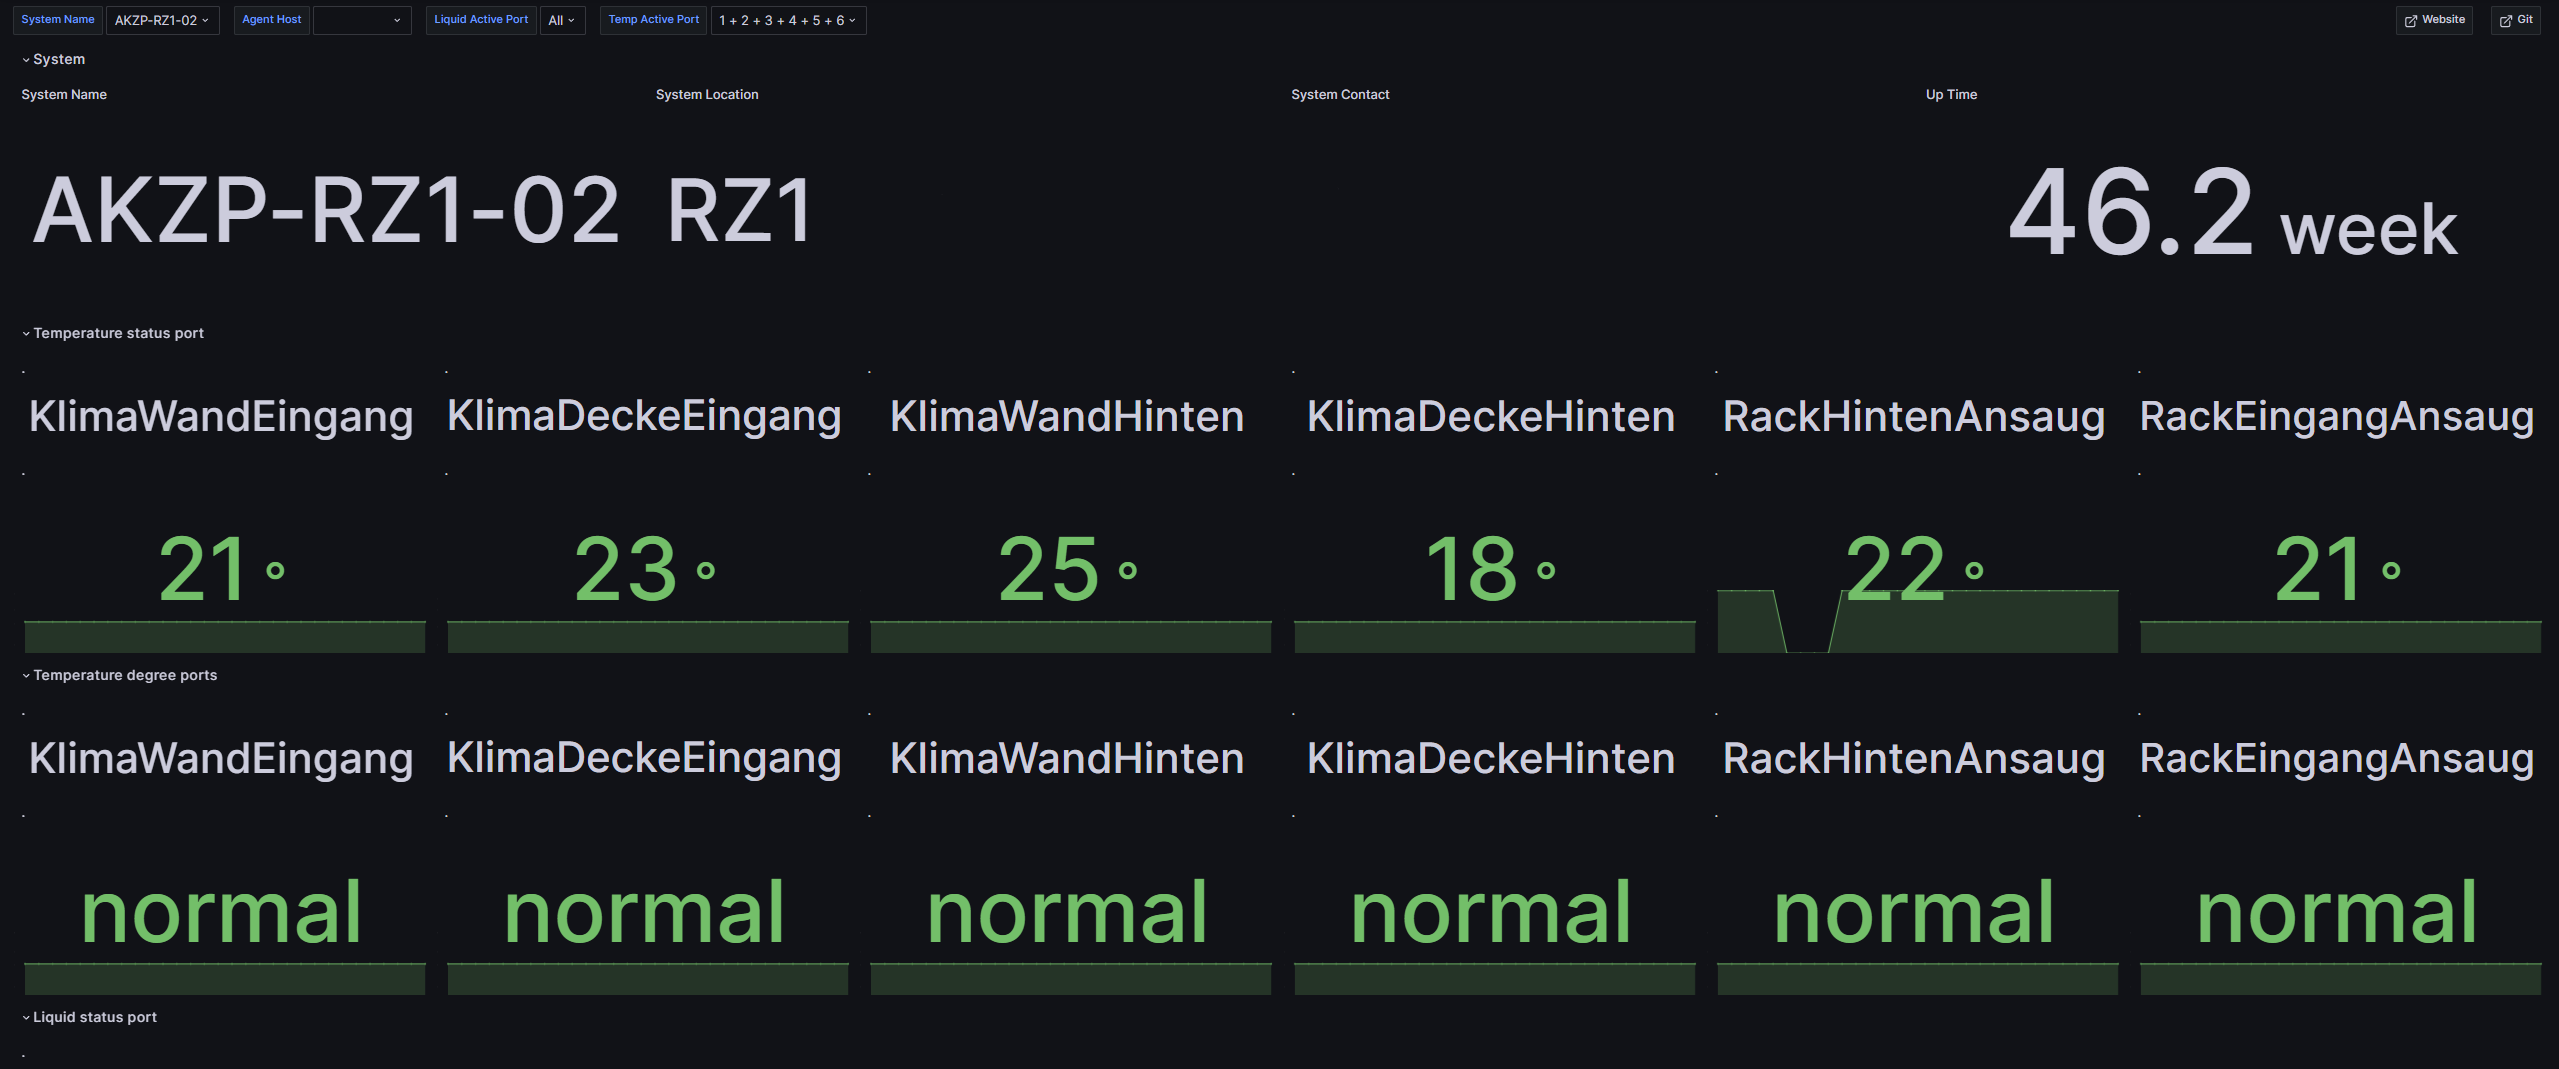 System Name AKZP-RZ1-02 Agent Host Liquid Active Port All Temp Active Port 1 + 2 + 3 + 4 + 5 + 6 Website Git
System
System Name System Location System Contact Up Time
AKZP-RZ1-02 RZ1 46.2 week
Temperature status port
KlimaWandEingang KlimaDeckeEingang KlimaWandHinten KlimaDeckeHinten RackHintenAnsaug RackEingangAnsaug
21 ° 23 ° 25 ° 18 ° 22 ° 21 °
Temperature degree ports
KlimaWandEingang KlimaDeckeEingang KlimaWandHinten KlimaDeckeHinten RackHintenAnsaug RackEingangAnsaug
normal normal normal normal normal normal
Liquid status port